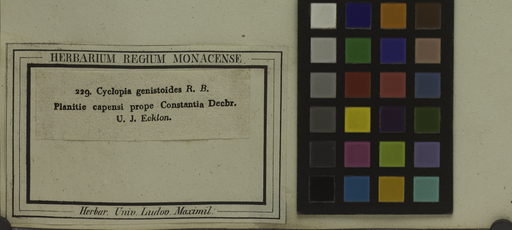 HERBARIUM REGIUM MONACENSE.
229. Cyclopia genistoides R. B.
Planitie capensi prope Constantia Decbr.
U. J. Ecklon.
Herbar. Univ. Ludov. Maximil.